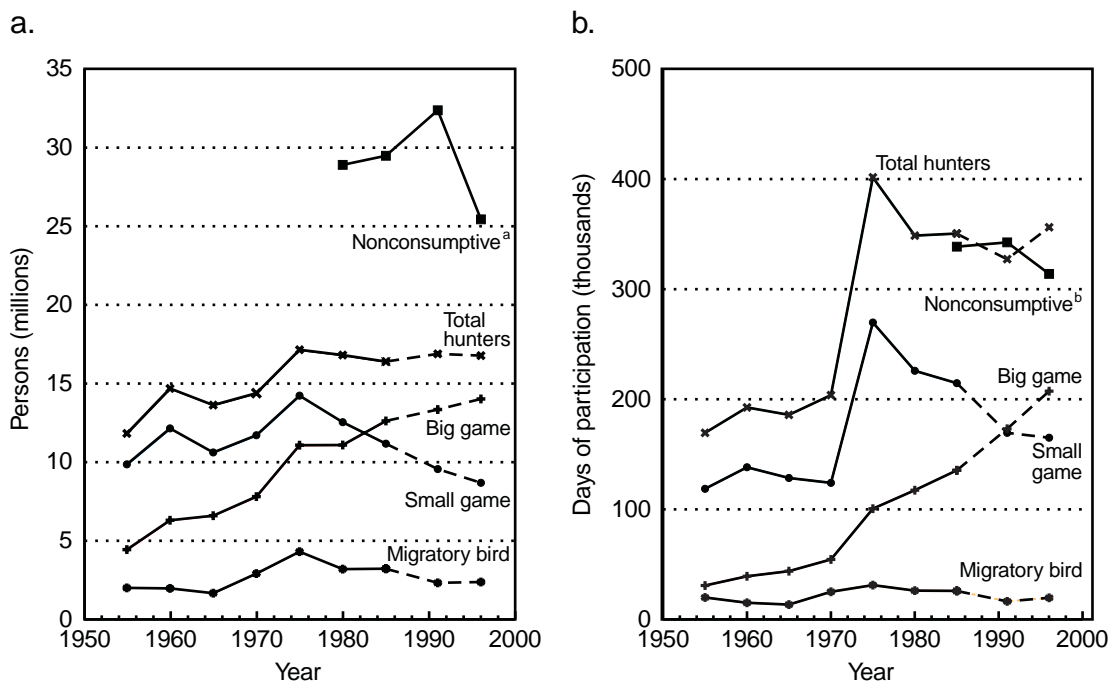 a.
35
30
25
20
15
10
5
0
Persons (millions)
1950 1960 1970 1980 1990 2000
Year
Nonconsumptive a
Total
hunters
Big game
Small game
Migratory bird
b.
500
400
300
200
100
0
Days of participation (thousands)
1950 1960 1970 1980 1990 2000
Year
Total hunters
Nonconsumptive b
Big game
Small
game
Migratory bird